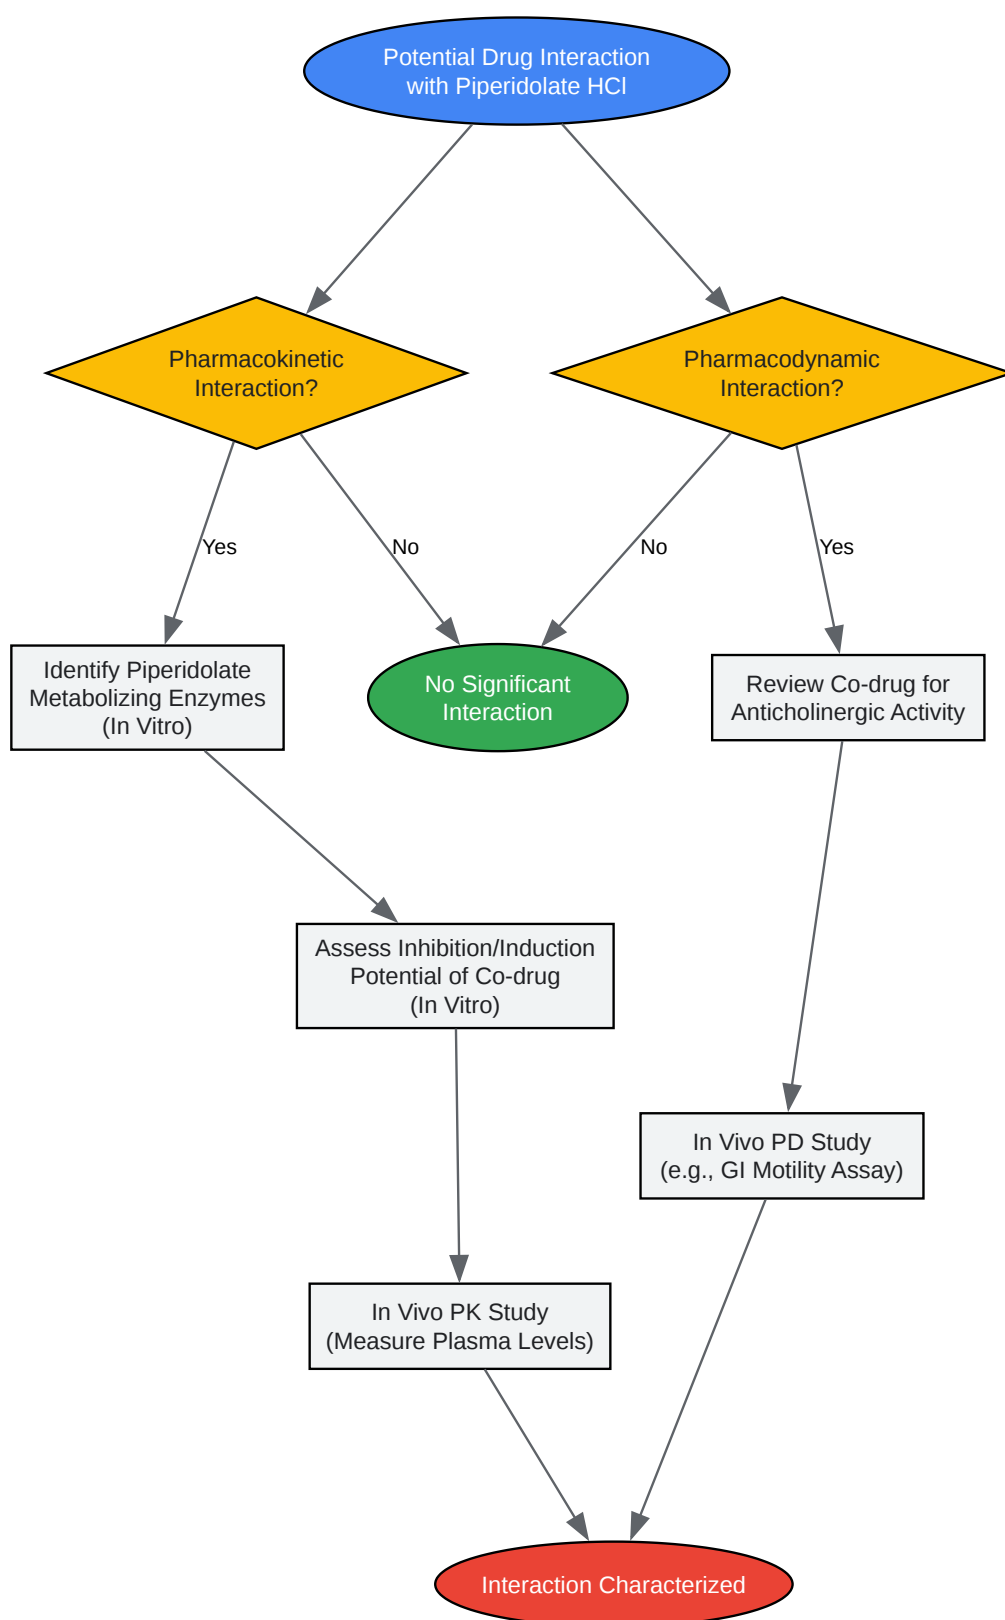 Potential Drug Interaction
with Piperidolate HCl
Pharmacokinetic
Interaction?
Pharmacodynamic
Interaction?
Yes
No
No
Yes
Identify Piperidolate
Metabolizing Enzymes
(In Vitro)
No Significant
Interaction
Review Co-drug for
Anticholinergic Activity
Assess Inhibition/Induction
Potential of Co-drug
(In Vitro)
In Vivo PD Study
(e.g., GI Motility Assay)
In Vivo PK Study
(Measure Plasma Levels)
Interaction Characterized